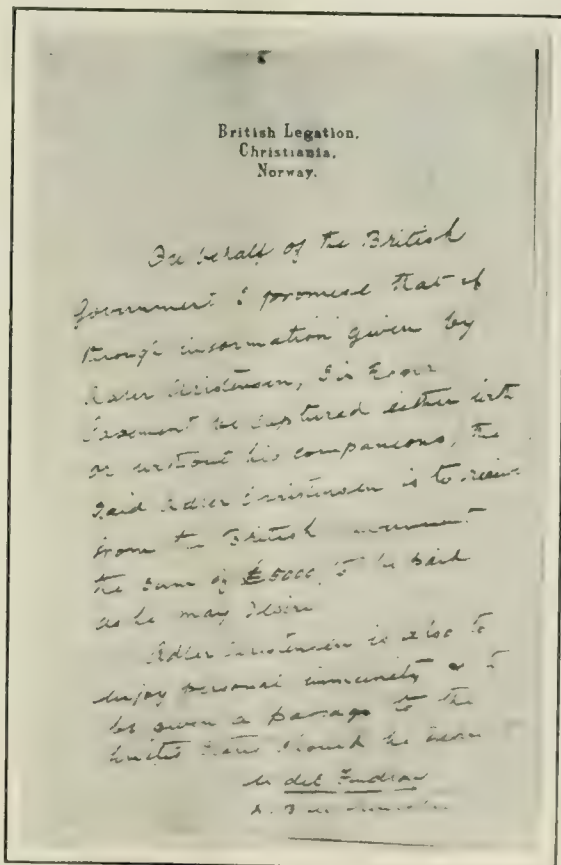 British Legation.
Christiania,
Norway.
On behalf of the British
Government I promise that if
through information given by
Adler Christensen, Sir Roger
Casement be captured either with
or without his companions, the
said Adler Christensen is to receive
from the British Government
the sum of £5000 to be paid
as he may desire
Adler Christensen is also to
enjoy personal immunity & to
be given a passage to the
United States should he desire
M de C Findlay
H. B. M. Minister